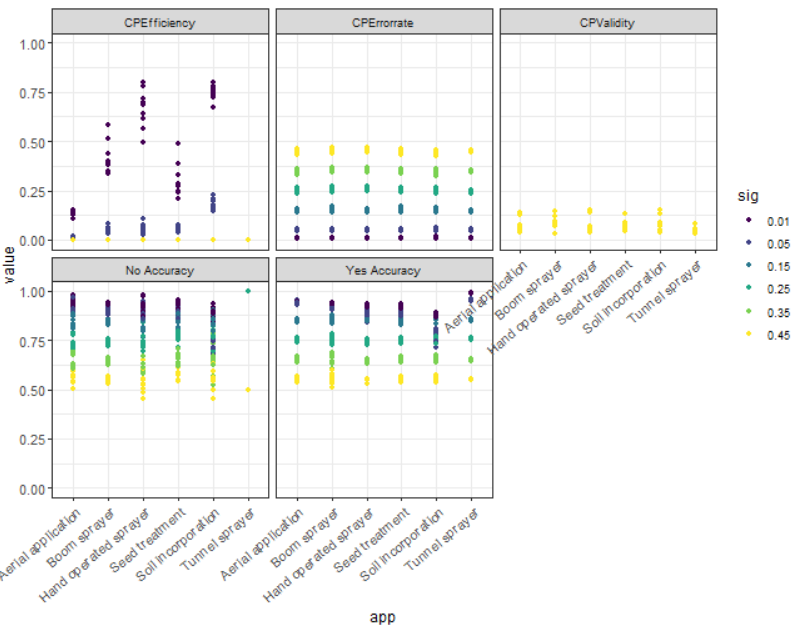 CPEfficiency
CPErrorrate
CPValidity
1.00
0.75
0.50
0.25
0.00
value
No Accuracy
Yes Accuracy
1.00
0.75
0.50
0.25
0.00
Aerial application
Boom sprayer
Hand operated sprayer
Seed treatment
Soil incorporation
Tunnel sprayer
Aerial application
Boom sprayer
Hand operated sprayer
Seed treatment
Soil incorporation
Tunnel sprayer
Aerial application
Boom sprayer
Hand operated sprayer
Seed treatment
Soil incorporation
Tunnel sprayer
app
sig
0.01
0.05
0.15
0.25
0.35
0.45